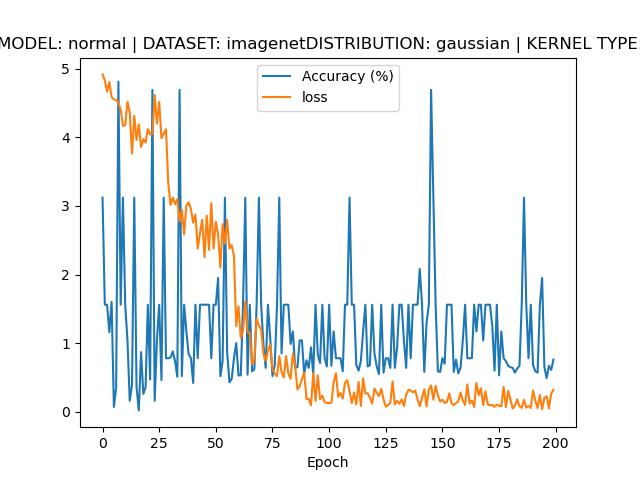 MODEL: normal | DATASET: imagenetDISTRIBUTION: gaussian | KERNEL TYPE
Accuracy (%)
loss
5
4
3
2
1
0
0 25 50 75 100 125 150 175 200
Epoch